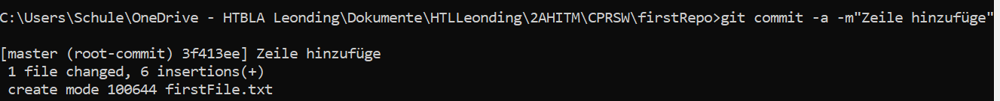 C:\Users\Schule\OneDrive - HTBLA Leonding\Dokumente\HTLLeonding\2AHITM\CPRSW\firstRepo>git commit -a -m"Zeile hinzufüge"
[master (root-commit) 3f413ee] Zeile hinzufüge
1 file changed, 6 insertions(+)
create mode 100644 firstFile.txt